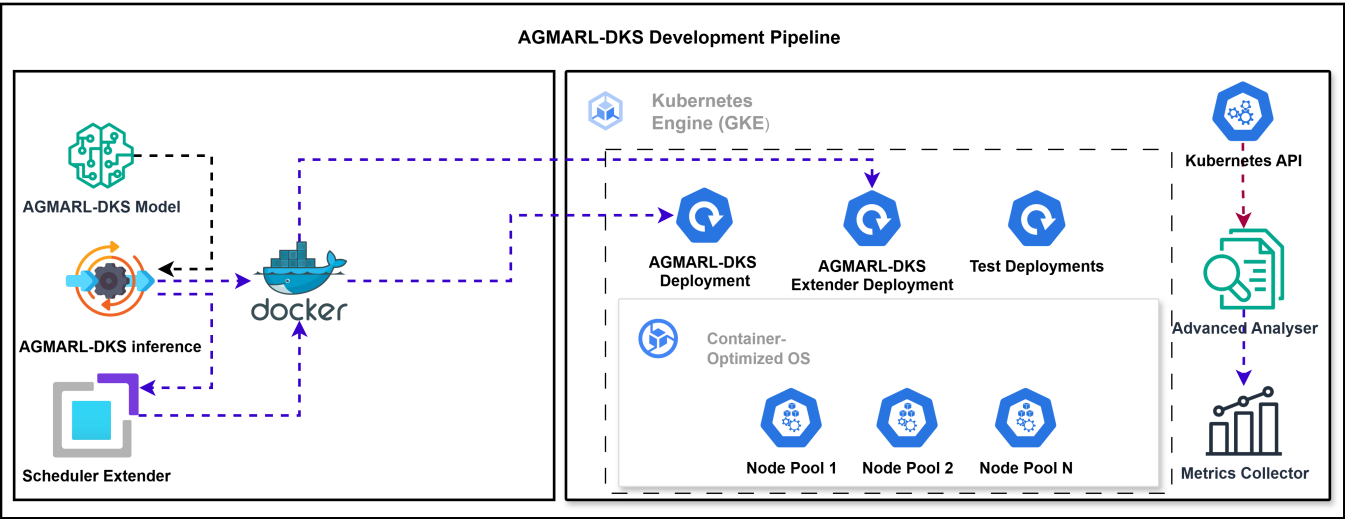 AGMARL-DKS Development Pipeline
AGMARL-DKS Model
AGMARL-DKS inference
Scheduler Extender
docker
Kubernetes
Engine (GKE)
AGMARL-DKS
Deployment
AGMARL-DKS
Extender Deployment
Test Deployments
Container-
Optimized OS
Node Pool 1
Node Pool 2
Node Pool N
Kubernetes API
Advanced Analyser
Metrics Collector